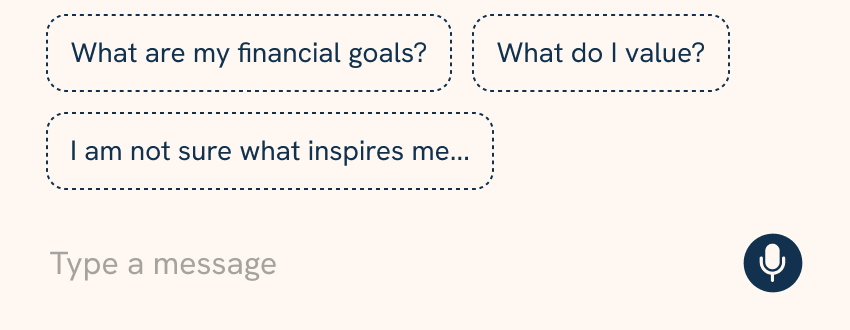 What are my financial goals?
What do I value?
I am not sure what inspires me...
Type a message